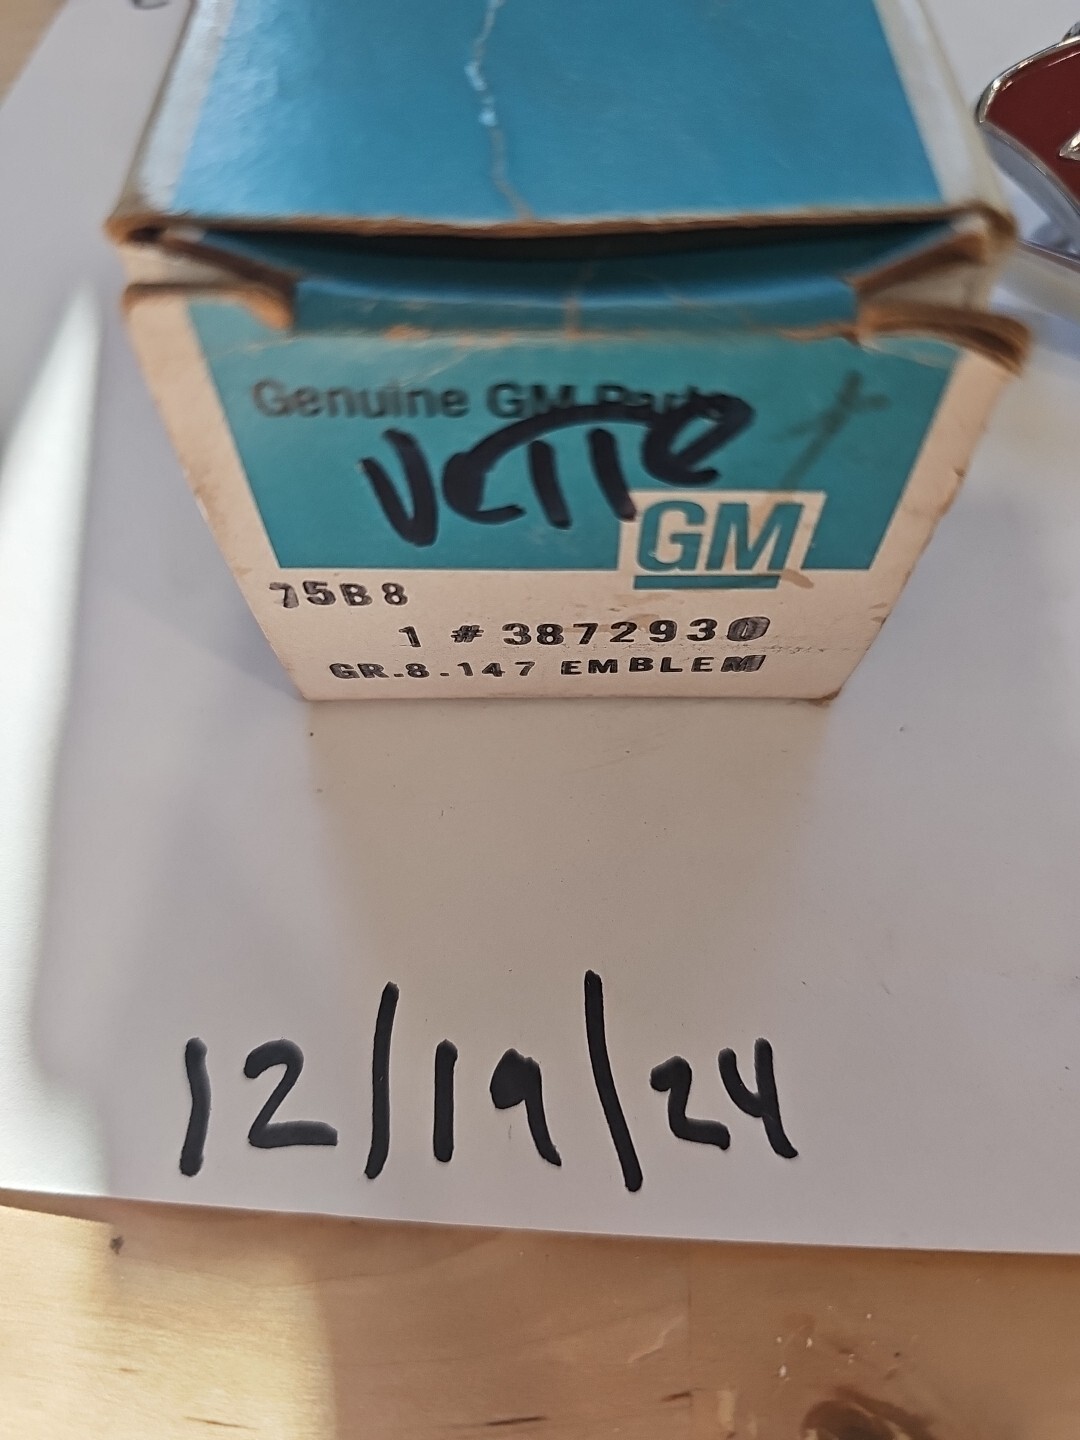 Genuine GM Parts
Vette
GM
75B8
1 # 3872930
GR.8.147 EMBLEM
12/19/24